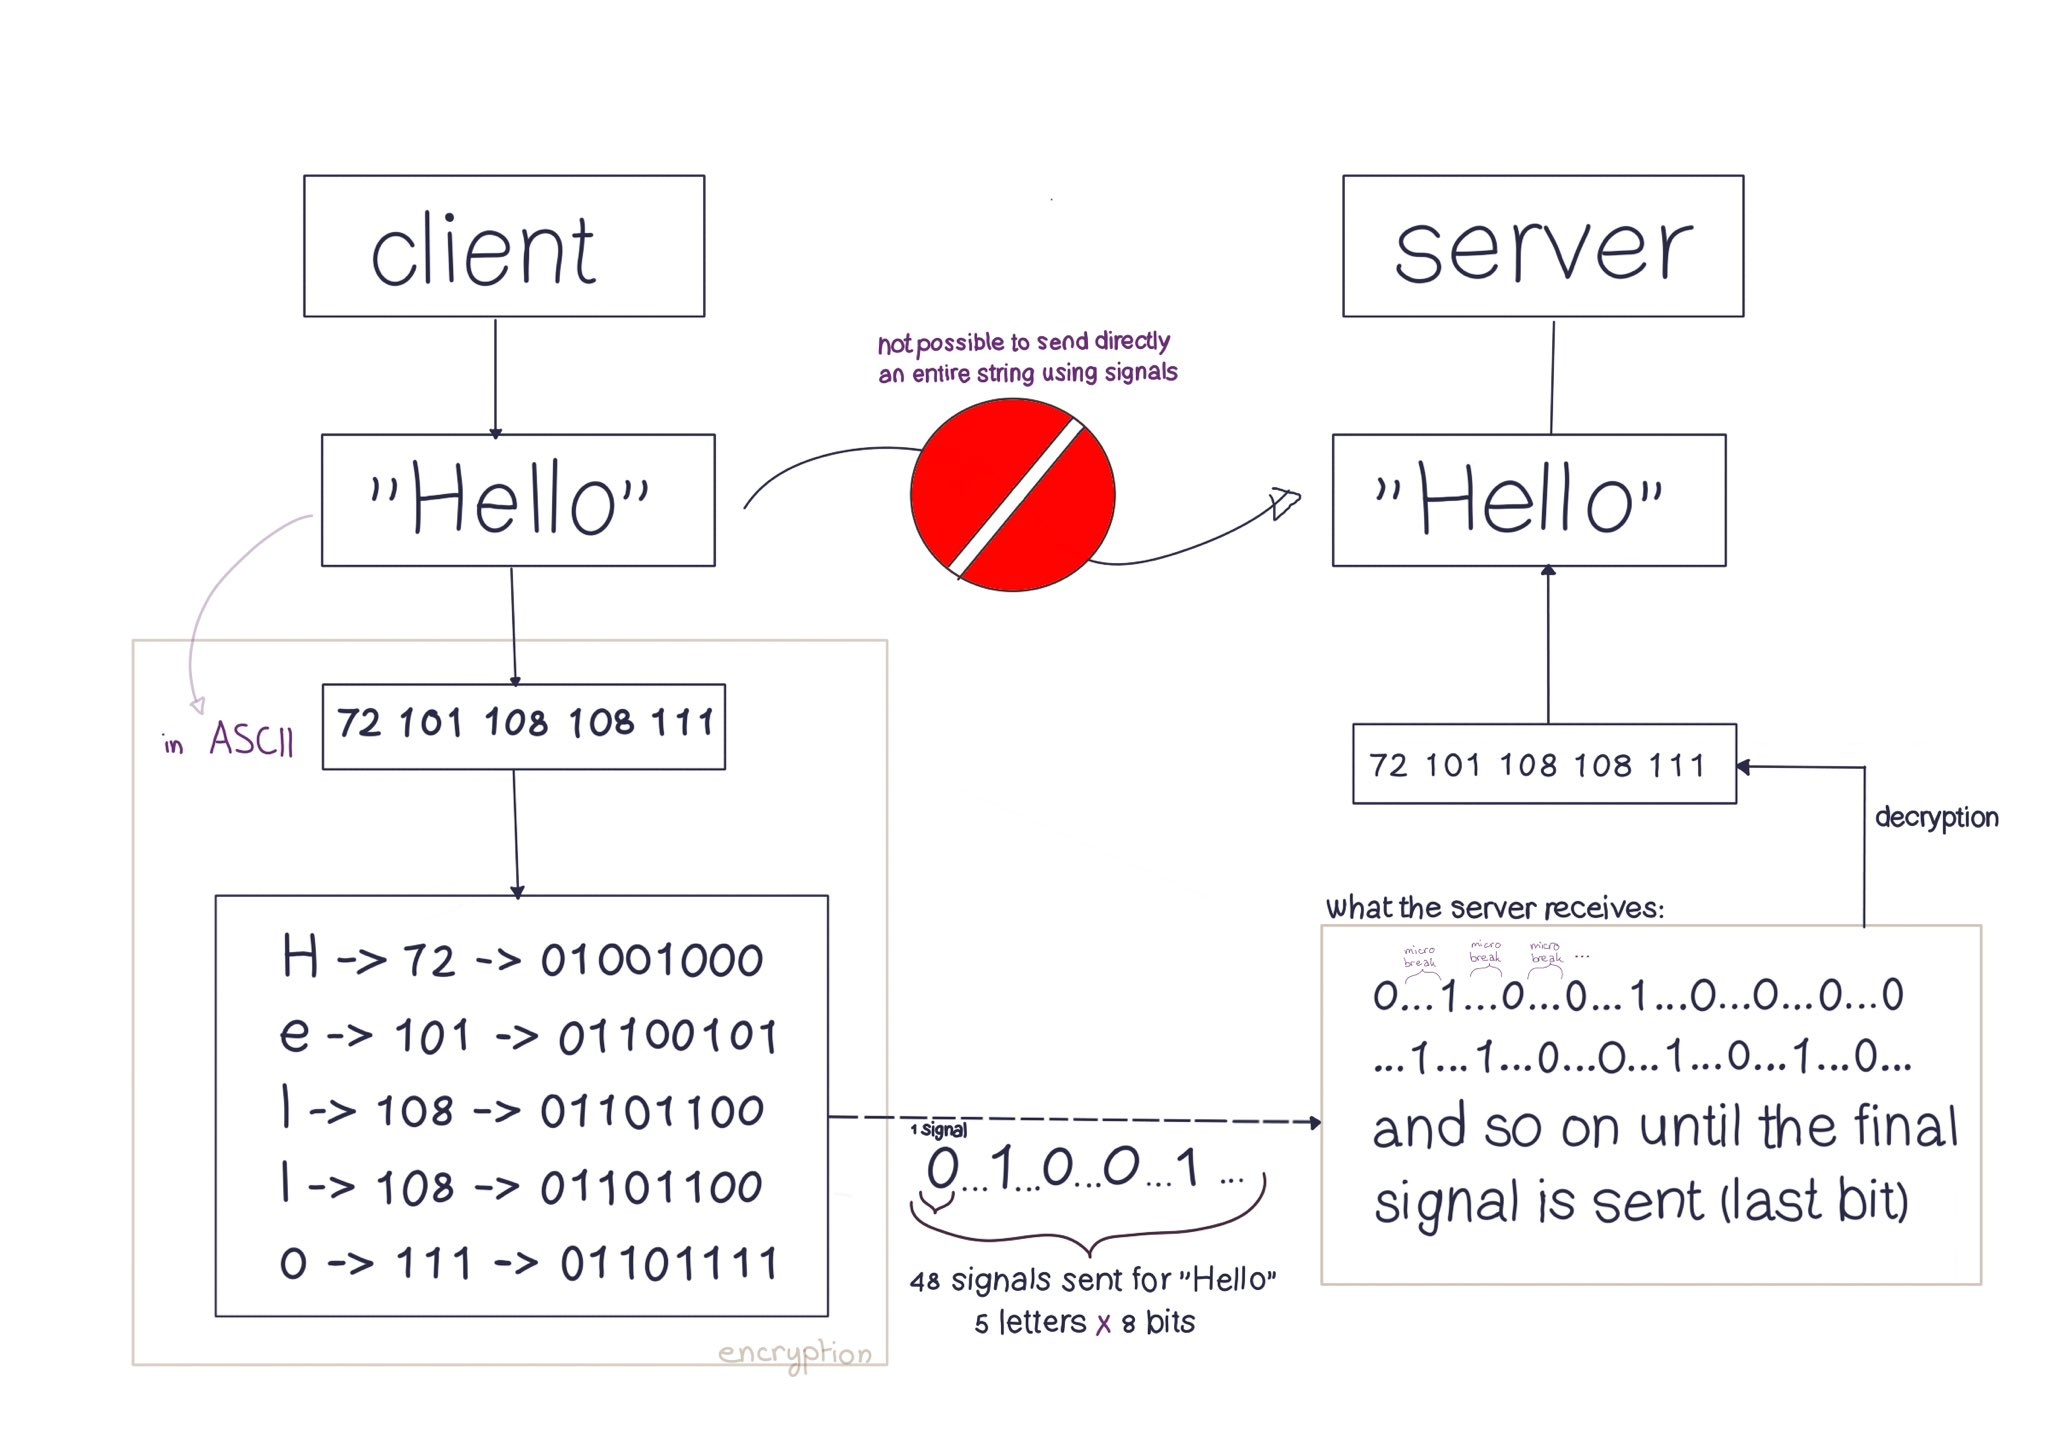 client
server
not possible to send directly
an entire string using signals
"Hello"
"Hello"
in ASCII
72 101 108 108 111
72 101 108 108 111
decryption
H -> 72 -> 01001000
e -> 101 -> 01100101
l -> 108 -> 01101100
l -> 108 -> 01101100
o -> 111 -> 01101111
encryption
1 signal
0...1...0...0...1...
48 signals sent for "Hello"
5 letters x 8 bits
what the server receives:
micro break micro break micro break ...
0...1...0...0...1...0...0...0...0
...1...1...0...0...1...0...1...0...
and so on until the final
signal is sent (last bit)